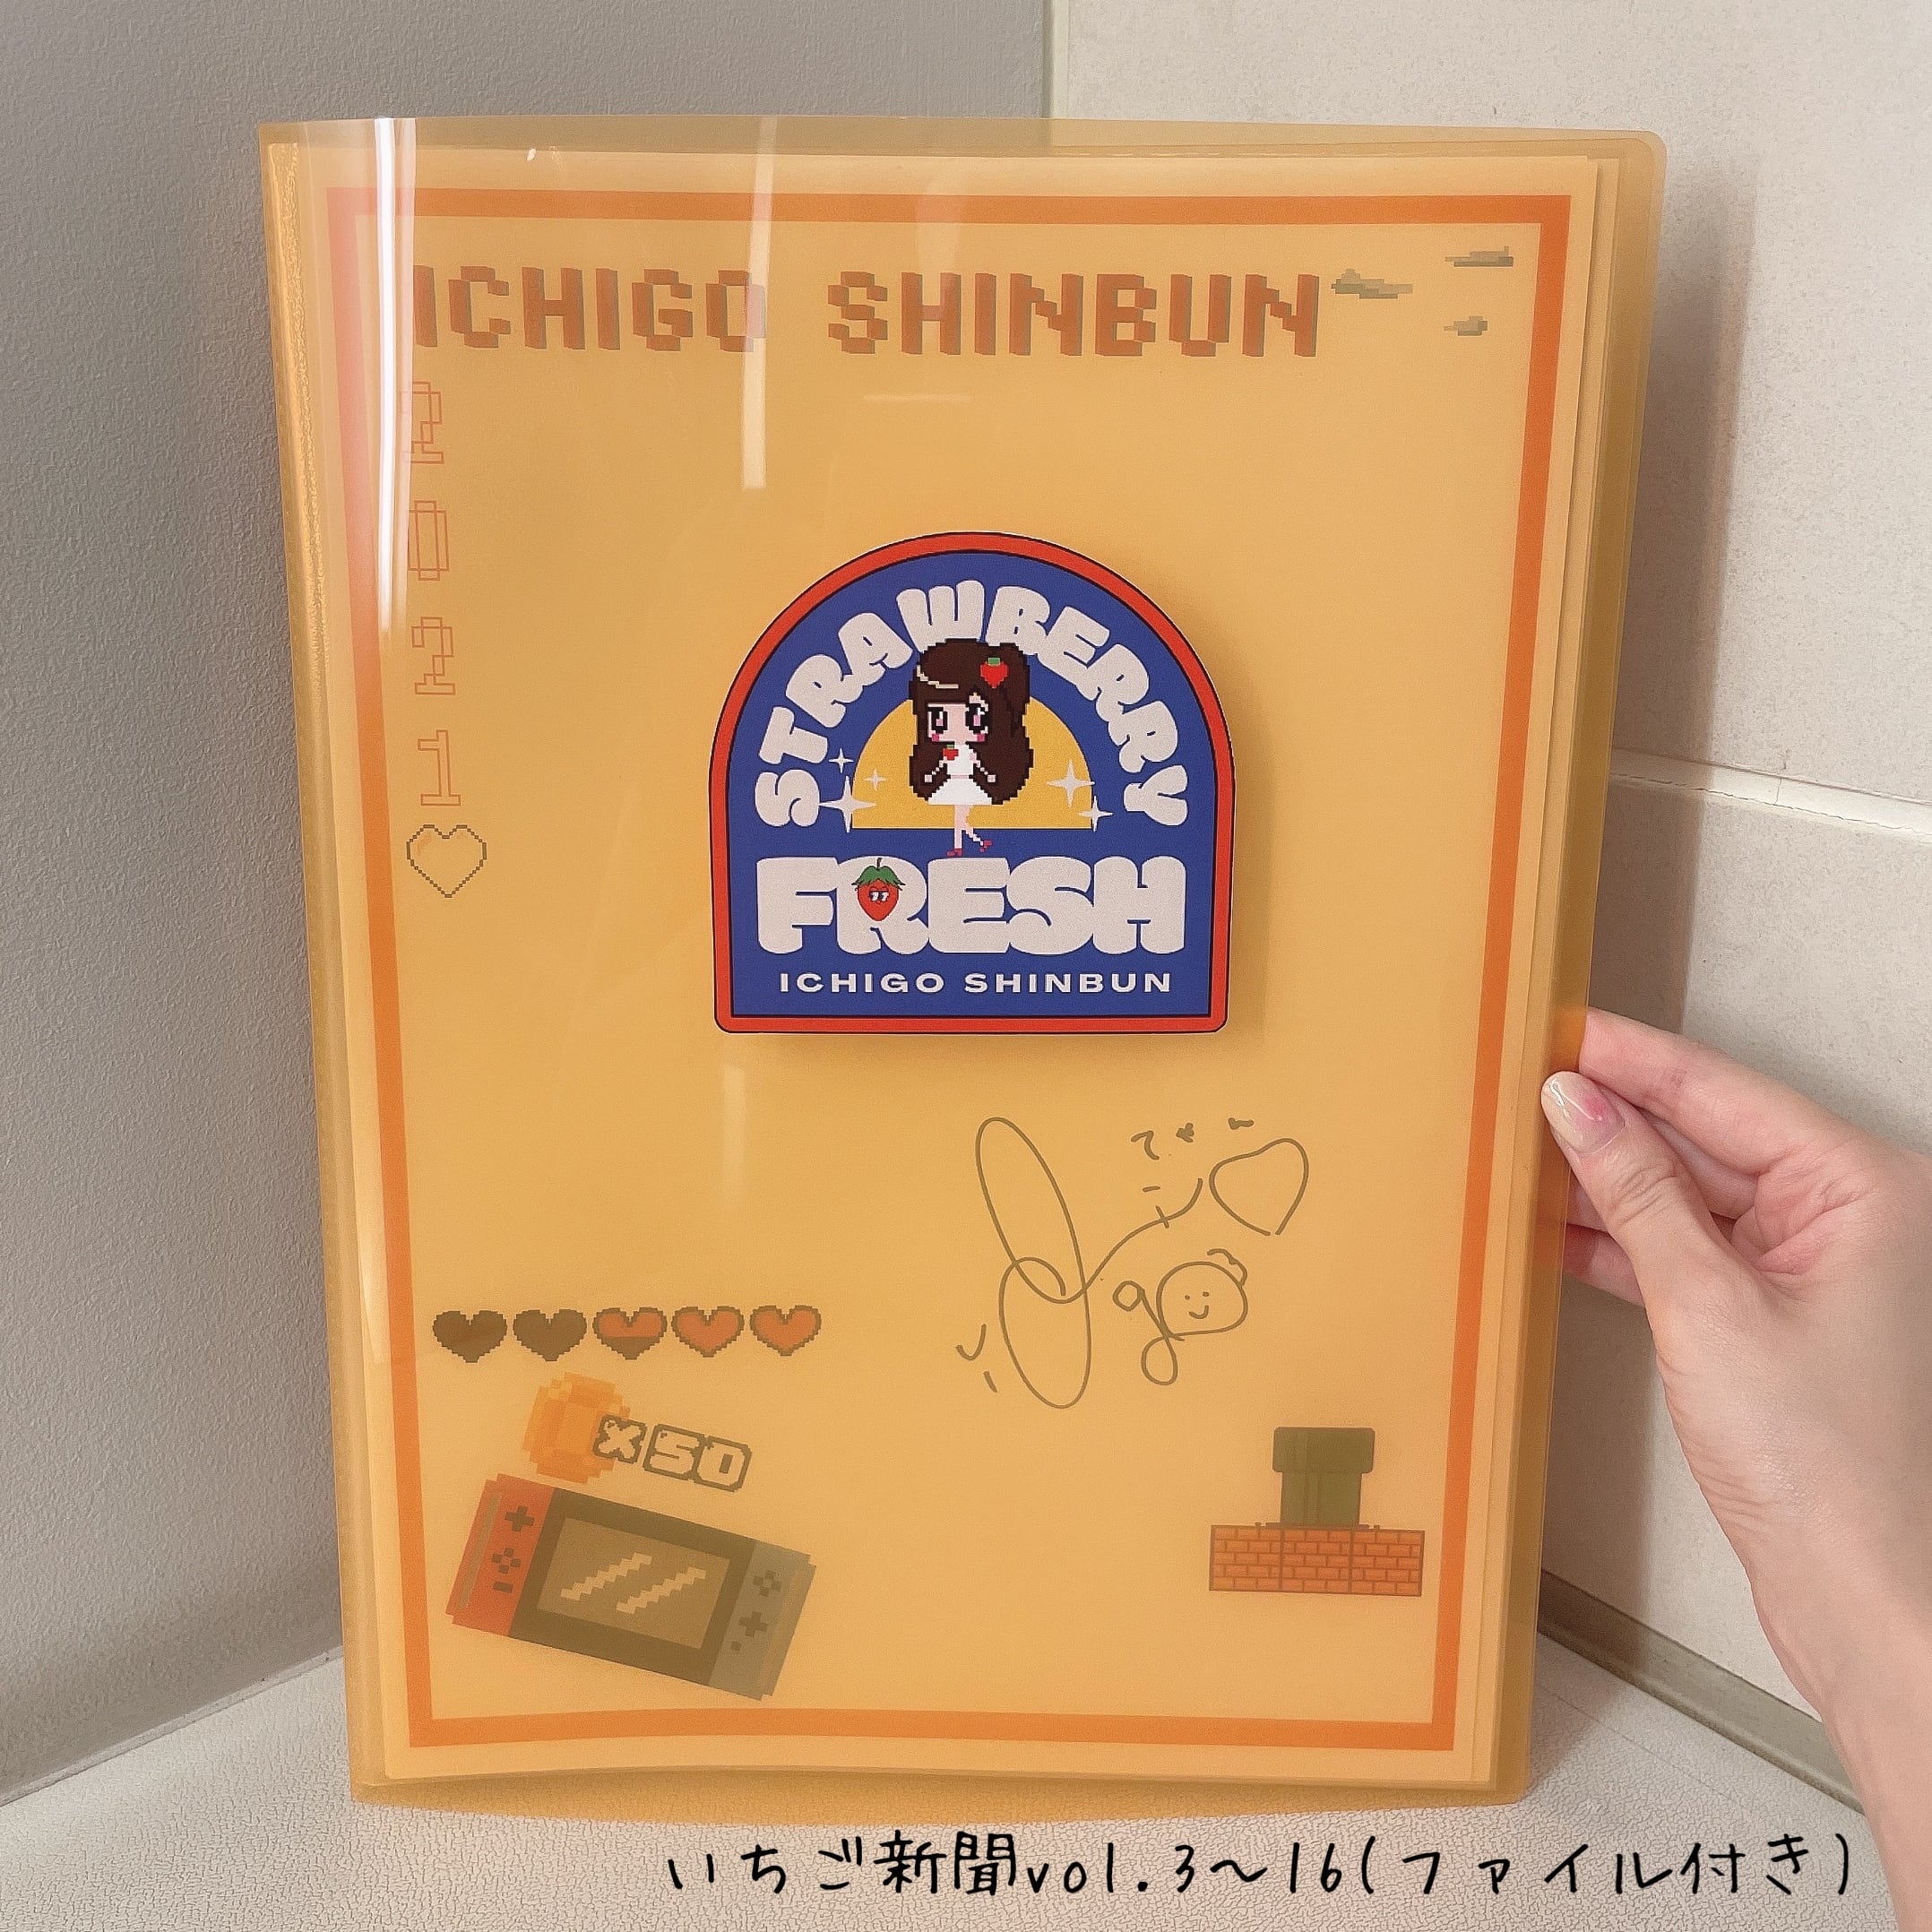 ICHIGO SHINBUN
2021
STRAWBERRY
FRESH
ICHIGO SHINBUN
x50
いちご新聞vol.3〜16(ファイル付き)